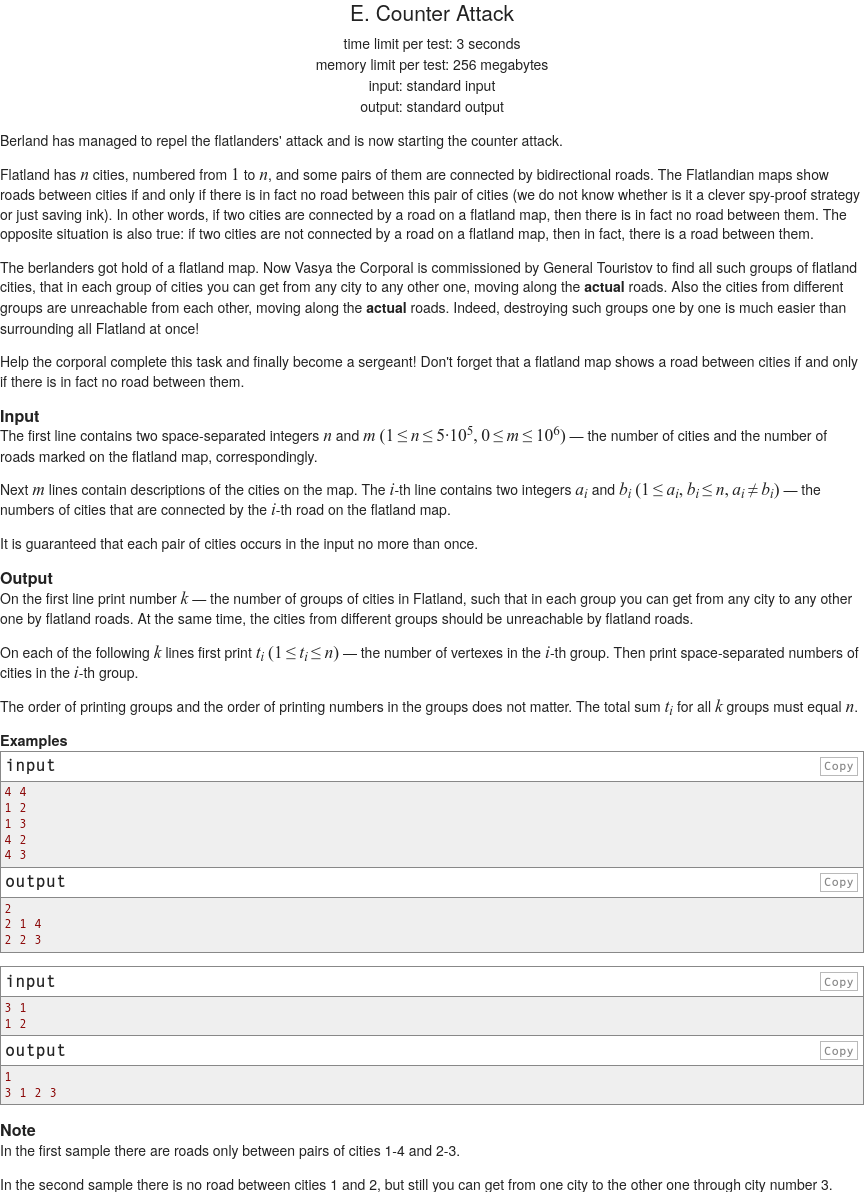 E. Counter Attack
time limit per test: 3 seconds
memory limit per test: 256 megabytes
input: standard input
output: standard output
Berland has managed to repel the flatlanders' attack and is now starting the counter attack.
Flatland has n cities, numbered from 1 to n, and some pairs of them are connected by bidirectional roads. The Flatlandian maps show
roads between cities if and only if there is in fact no road between this pair of cities (we do not know whether is it a clever spy-proof strategy
or just saving ink). In other words, if two cities are connected by a road on a flatland map, then there is in fact no road between them. The
opposite situation is also true: if two cities are not connected by a road on a flatland map, then in fact, there is a road between them.
The berlanders got hold of a flatland map. Now Vasya the Corporal is commissioned by General Touristov to find all such groups of flatland
cities, that in each group of cities you can get from any city to any other one, moving along the actual roads. Also the cities from different
groups are unreachable from each other, moving along the actual roads. Indeed, destroying such groups one by one is much easier than
surrounding all Flatland at once!
Help the corporal complete this task and finally become a sergeant! Don't forget that a flatland map shows a road between cities if and only
if there is in fact no road between them.
Input
The first line contains two space-separated integers n and m (1 ≤ n ≤ 5·10⁵, 0 ≤ m ≤ 10⁶) — the number of cities and the number of
roads marked on the flatland map, correspondingly.
Next m lines contain descriptions of the cities on the map. The i-th line contains two integers aᵢ and bᵢ (1 ≤ aᵢ, bᵢ ≤ n, aᵢ ≠ bᵢ) — the
numbers of cities that are connected by the i-th road on the flatland map.
It is guaranteed that each pair of cities occurs in the input no more than once.
Output
On the first line print number k — the number of groups of cities in Flatland, such that in each group you can get from any city to any other
one by flatland roads. At the same time, the cities from different groups should be unreachable by flatland roads.
On each of the following k lines first print tᵢ (1 ≤ tᵢ ≤ n) — the number of vertexes in the i-th group. Then print space-separated numbers of
cities in the i-th group.
The order of printing groups and the order of printing numbers in the groups does not matter. The total sum tᵢ for all k groups must equal n.
Examples
input Copy
4 4
1 2
1 3
4 2
4 3
output Copy
2
2 1 4
2 2 3
input Copy
3 1
1 2
output Copy
1
3 1 2 3
Note
In the first sample there are roads only between pairs of cities 1-4 and 2-3.
In the second sample there is no road between cities 1 and 2, but still you can get from one city to the other one through city number 3.